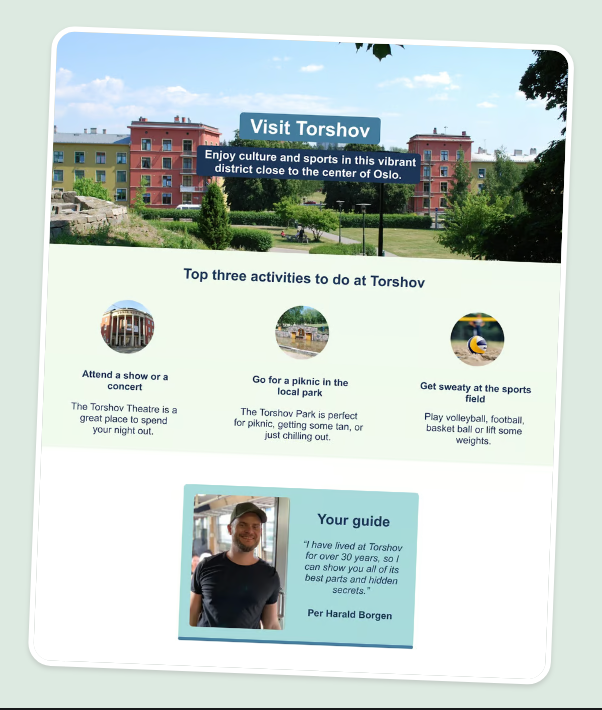 Visit Torshov
Enjoy culture and sports in this vibrant
district close to the center of Oslo.
Top three activities to do at Torshov
Attend a show or a
concert
The Torshov Theatre is a
great place to spend
your night out.
Go for a piknic in the
local park
The Torshov Park is perfect
for piknic, getting some tan, or
just chilling out.
Get sweaty at the sports
field
Play volleyball, football,
basket ball or lift some
weights.
Your guide
"I have lived at Torshov
for over 30 years, so I
can show you all of its
best parts and hidden
secrets."
Per Harald Borgen